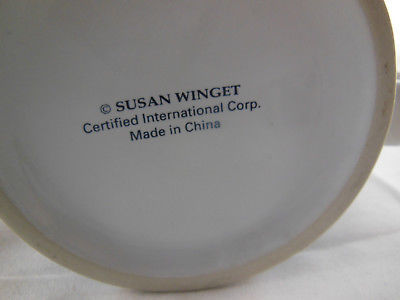 © SUSAN WINGET
Certified International Corp.
Made in China